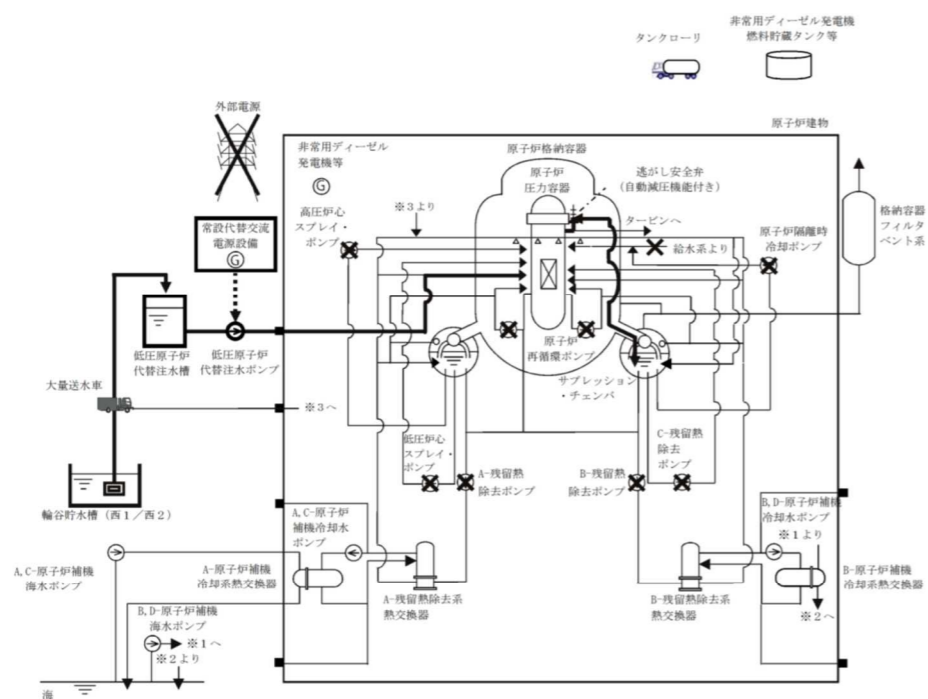 タンクローリ
非常用ディーゼル発電機
燃料貯蔵タンク等
外部電源
原子炉建物
非常用ディーゼル
発電機等
G
原子炉格納容器
原子炉
圧力容器
逃がし安全弁
(自動減圧機能付き)
※3より
タービンへ
高圧炉心
スプレイ・
ポンプ
給水系より
原子炉隔離時
冷却ポンプ
格納容器
フィルタ
ベント系
常設代替交流
電源設備
G
低圧原子炉
代替注水槽
低圧原子炉
代替注水ポンプ
原子炉
再循環ポンプ
サプレッション
・チェンバ
大量送水車
※3へ
低圧炉心
スプレイ・
ポンプ
A-残留熱
除去ポンプ
B-残留熱
除去ポンプ
C-残留熱
除去
ポンプ
輪谷貯水槽(西1/西2)
A,C-原子炉
補機冷却水
ポンプ
B,D-原子炉補機
冷却水ポンプ
※1より
A,C-原子炉補機
海水ポンプ
A-原子炉補機
冷却系熱交換器
A-残留熱除去系
熱交換器
B-残留熱除去系
熱交換器
B-原子炉補機
冷却系熱交換器
※2へ
B,D-原子炉補機
海水ポンプ
※1へ
※2より
海